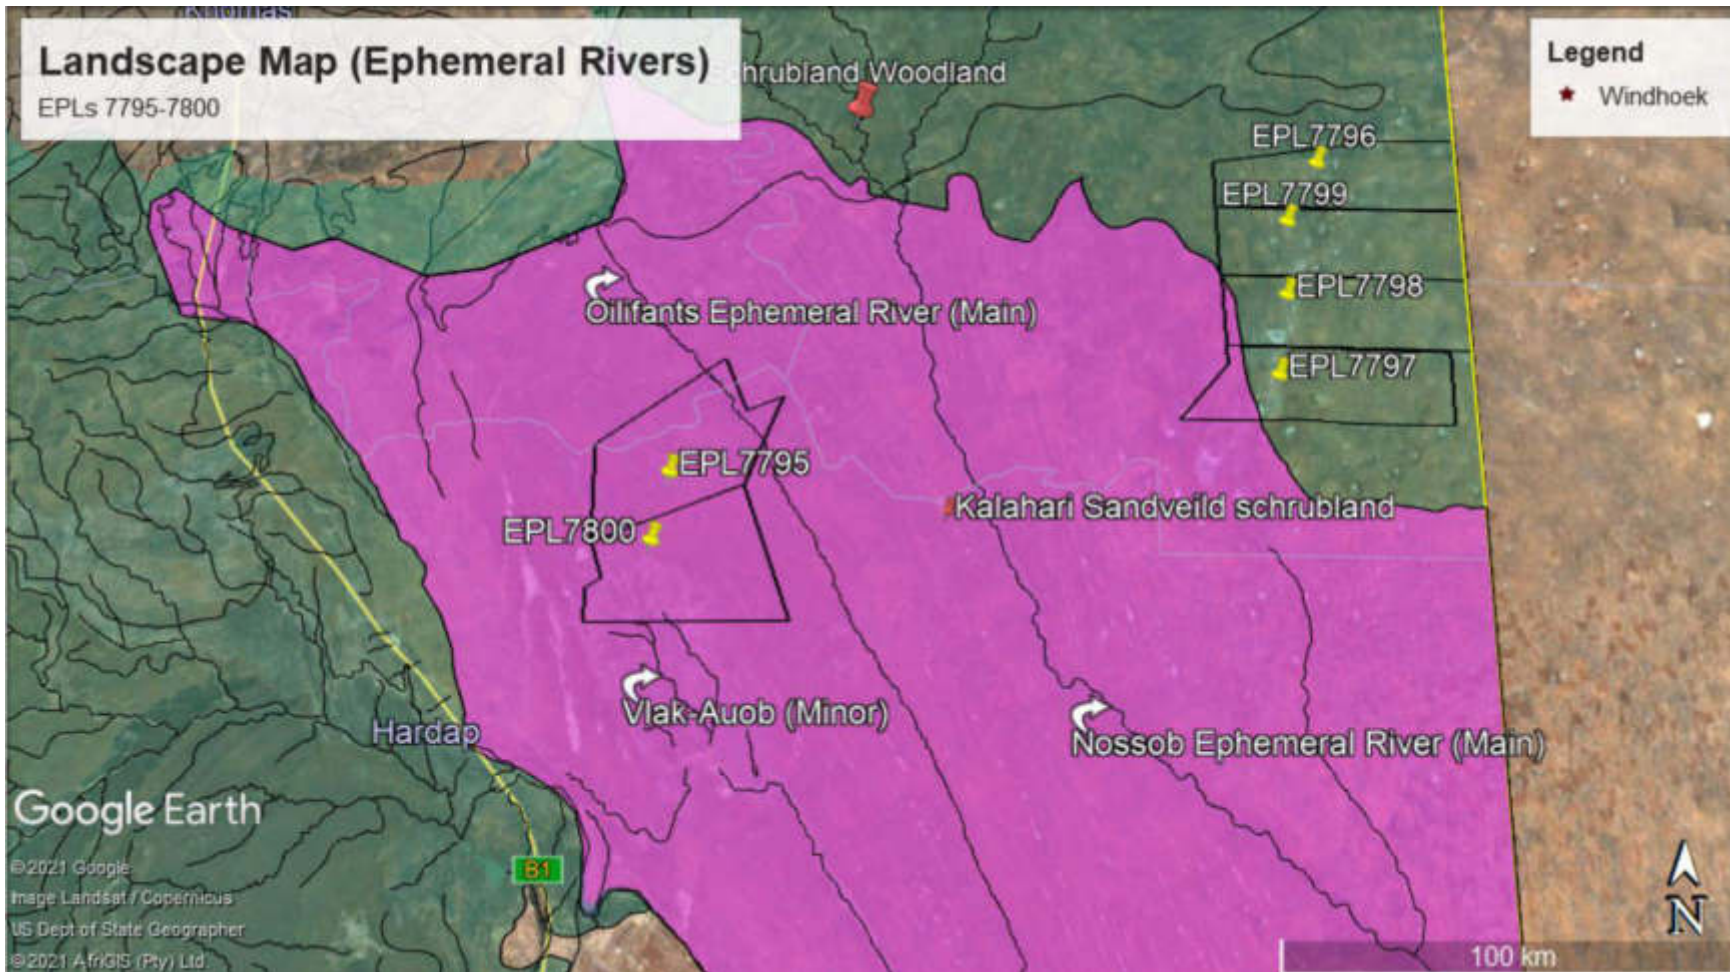 Khomas
Landscape Map (Ephemeral Rivers)
EPLs 7795-7800
chrubland Woodland
Legend
Windhoek
EPL7796
EPL7799
EPL7798
EPL7797
Oilifants Ephemeral River (Main)
EPL7795
EPL7800
Kalahari Sandveild schrubland
Vlak-Auob (Minor)
Hardap
Nossob Ephemeral River (Main)
Google Earth
©2021 Google
Image Landsat / Copernicus
US Dept of State Geographer
©2021 AfriGIS (Pty) Ltd.
B1
N
100 km